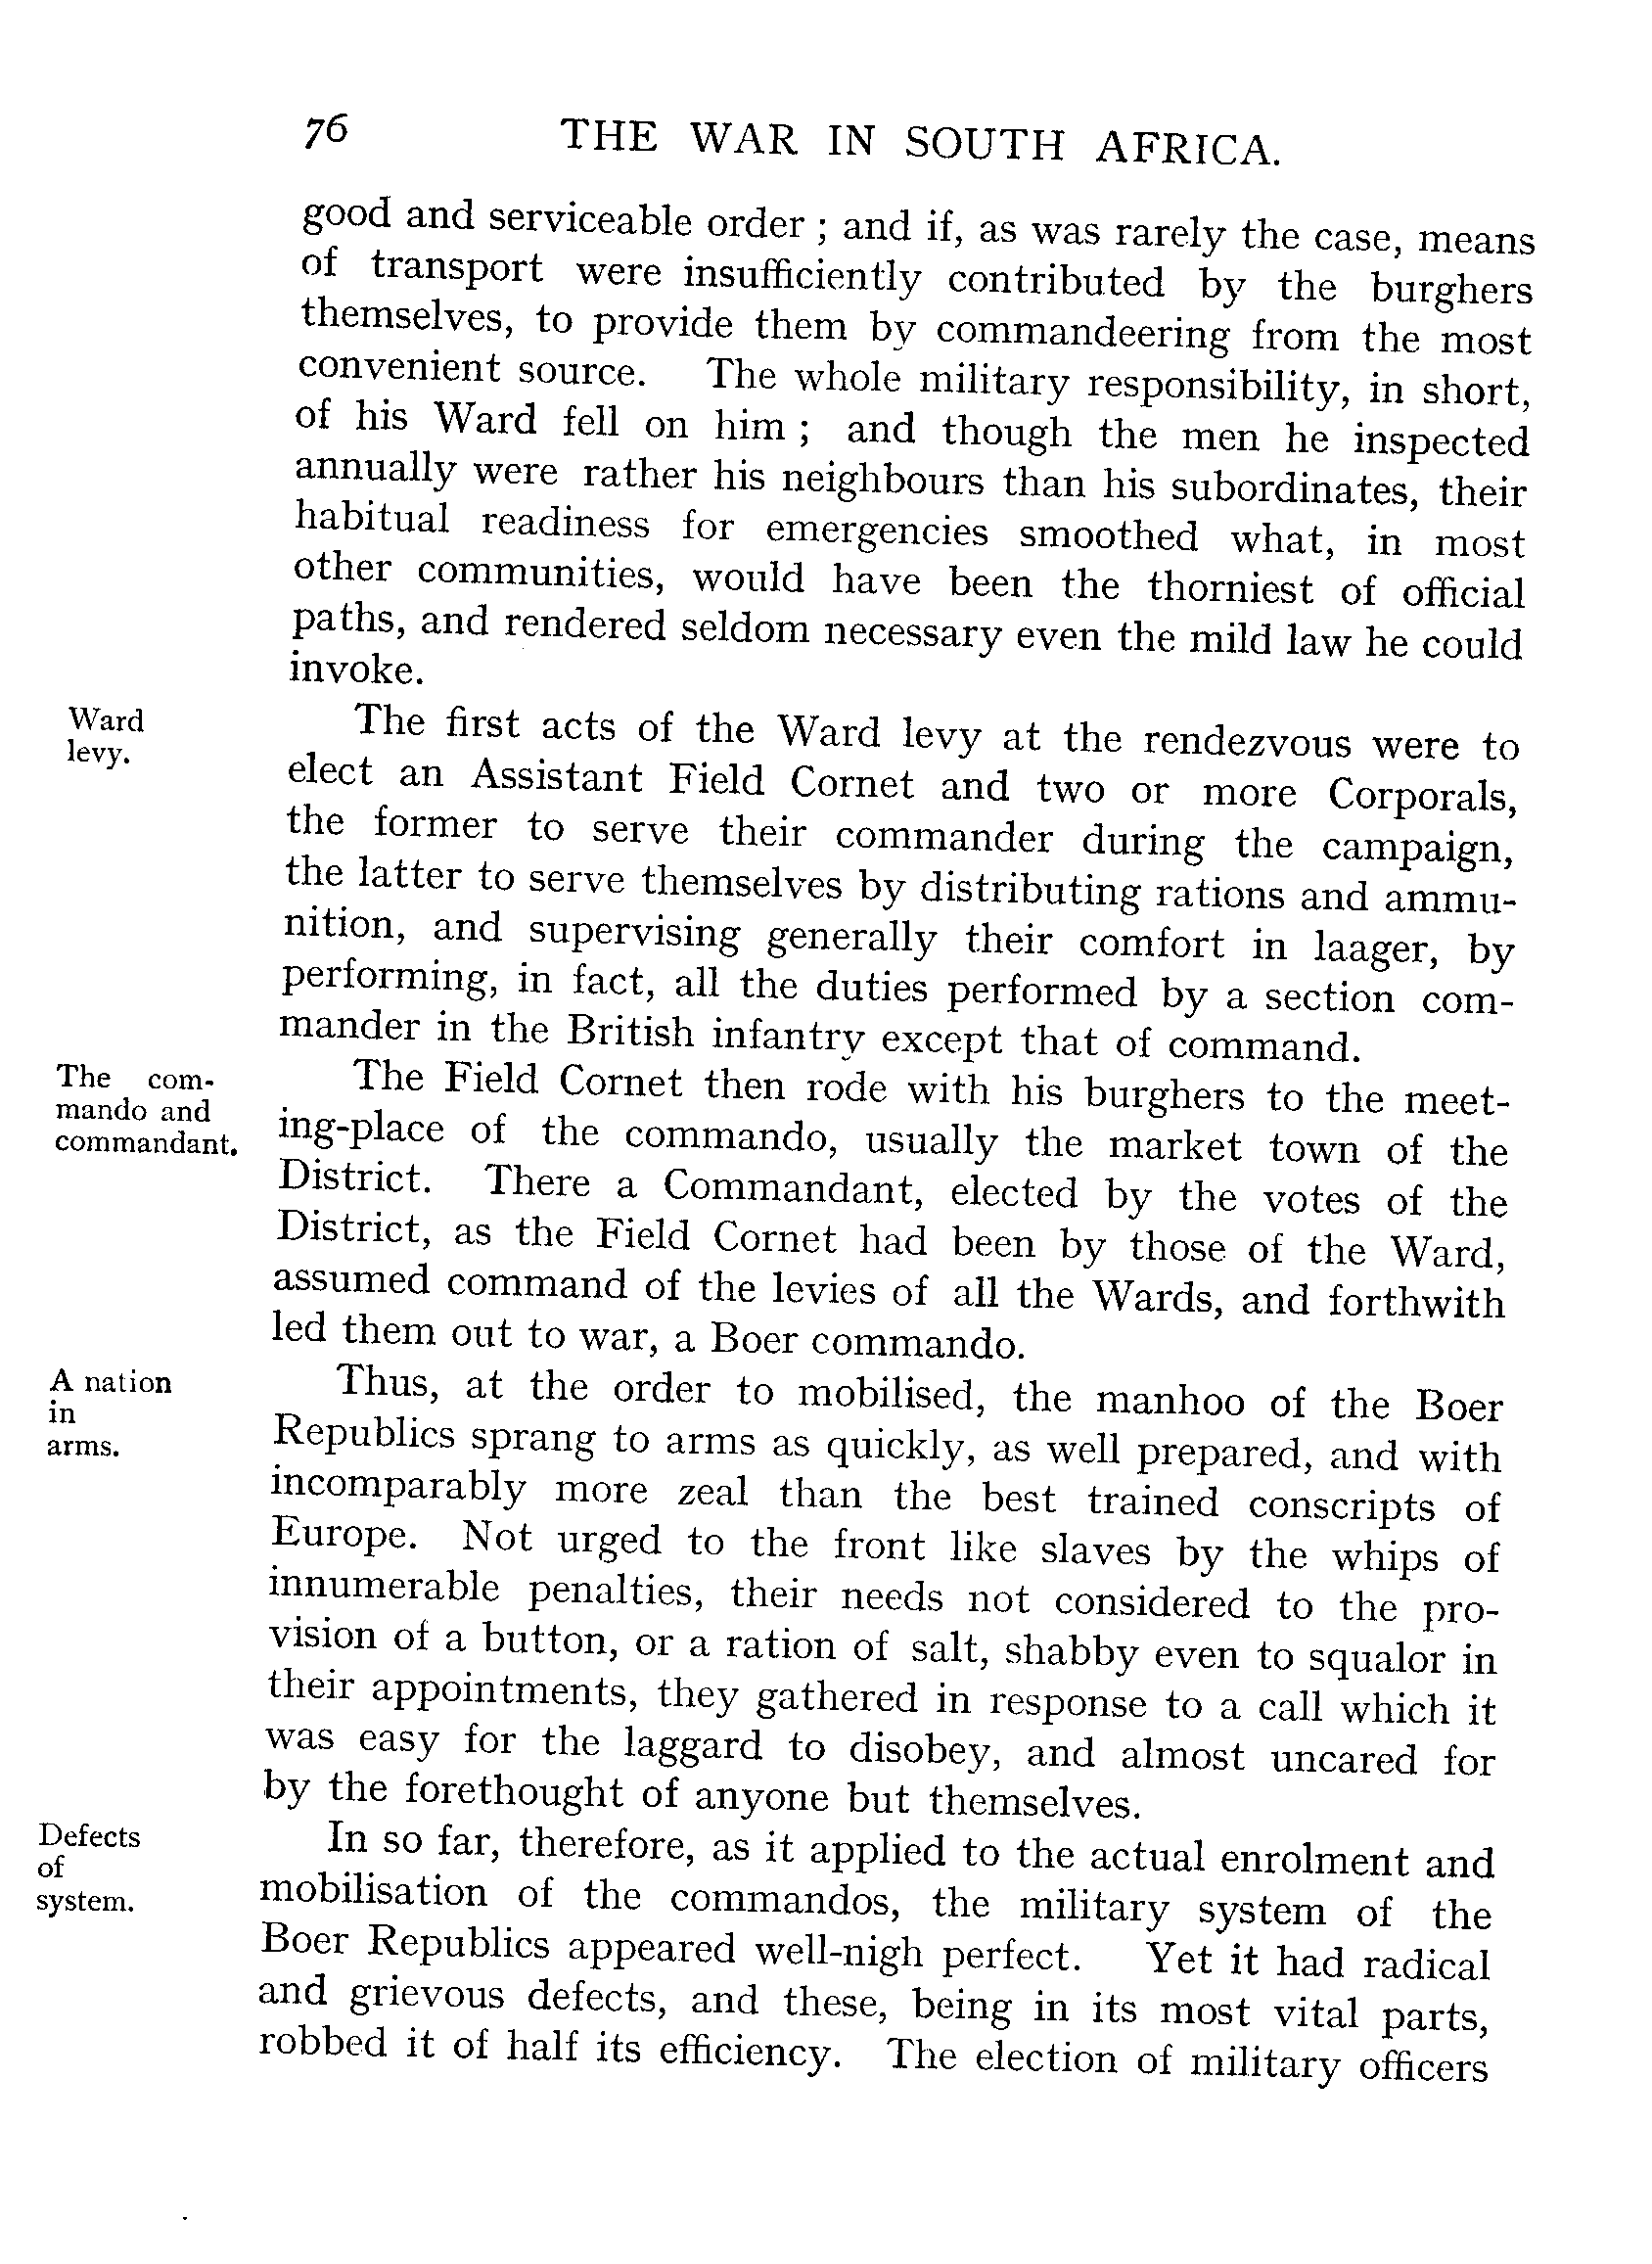 76 THE WAR IN SOUTH AFRICA.
good and serviceable order ; and if, as was rarely the case, means
of transport were insufficiently contributed by the burghers
themselves, to provide them by commandeering from the most
convenient source. The whole military responsibility, in short,
of his Ward fell on him ; and though the men he inspected
annually were rather his neighbours than his subordinates, their
habitual readiness for emergencies smoothed what, in most
other communities, would have been the thorniest of official
paths, and rendered seldom necessary even the mild law he could
invoke.
Ward
levy.
The first acts of the Ward levy at the rendezvous were to
elect an Assistant Field Cornet and two or more Corporals,
the former to serve their commander during the campaign,
the latter to serve themselves by distributing rations and ammu-
nition, and supervising generally their comfort in laager, by
performing, in fact, all the duties performed by a section com-
mander in the British infantry except that of command.
The com-
mando and
commandant.
The Field Cornet then rode with his burghers to the meet-
ing-place of the commando, usually the market town of the
District. There a Commandant, elected by the votes of the
District, as the Field Cornet had been by those of the Ward,
assumed command of the levies of all the Wards, and forthwith
led them out to war, a Boer commando.
A nation
in
arms.
Thus, at the order to mobilised, the manhoo of the Boer
Republics sprang to arms as quickly, as well prepared, and with
incomparably more zeal than the best trained conscripts of
Europe. Not urged to the front like slaves by the whips of
innumerable penalties, their needs not considered to the pro-
vision of a button, or a ration of salt, shabby even to squalor in
their appointments, they gathered in response to a call which it
was easy for the laggard to disobey, and almost uncared for
by the forethought of anyone but themselves.
Defects
of
system.
In so far, therefore, as it applied to the actual enrolment and
mobilisation of the commandos, the military system of the
Boer Republics appeared well-nigh perfect. Yet it had radical
and grievous defects, and these, being in its most vital parts,
robbed it of half its efficiency. The election of military officers